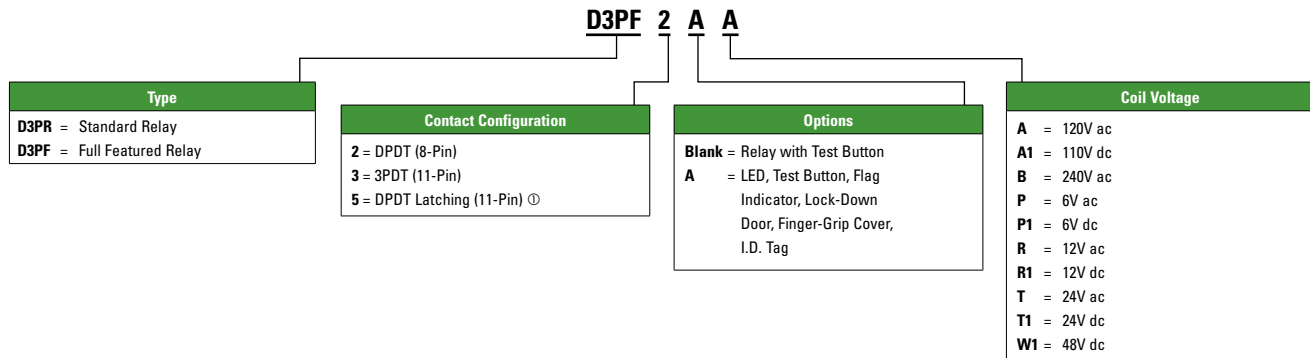 D3PF 2 A A
Type
D3PR = Standard Relay
D3PF = Full Featured Relay
Contact Configuration
2 = DPDT (8-Pin)
3 = 3PDT (11-Pin)
5 = DPDT Latching (11-Pin) ①
Options
Blank = Relay with Test Button
A = LED, Test Button, Flag
Indicator, Lock-Down
Door, Finger-Grip Cover,
I.D. Tag
Coil Voltage
A = 120V ac
A1 = 110V dc
B = 240V ac
P = 6V ac
P1 = 6V dc
R = 12V ac
R1 = 12V dc
T = 24V ac
T1 = 24V dc
W1 = 48V dc